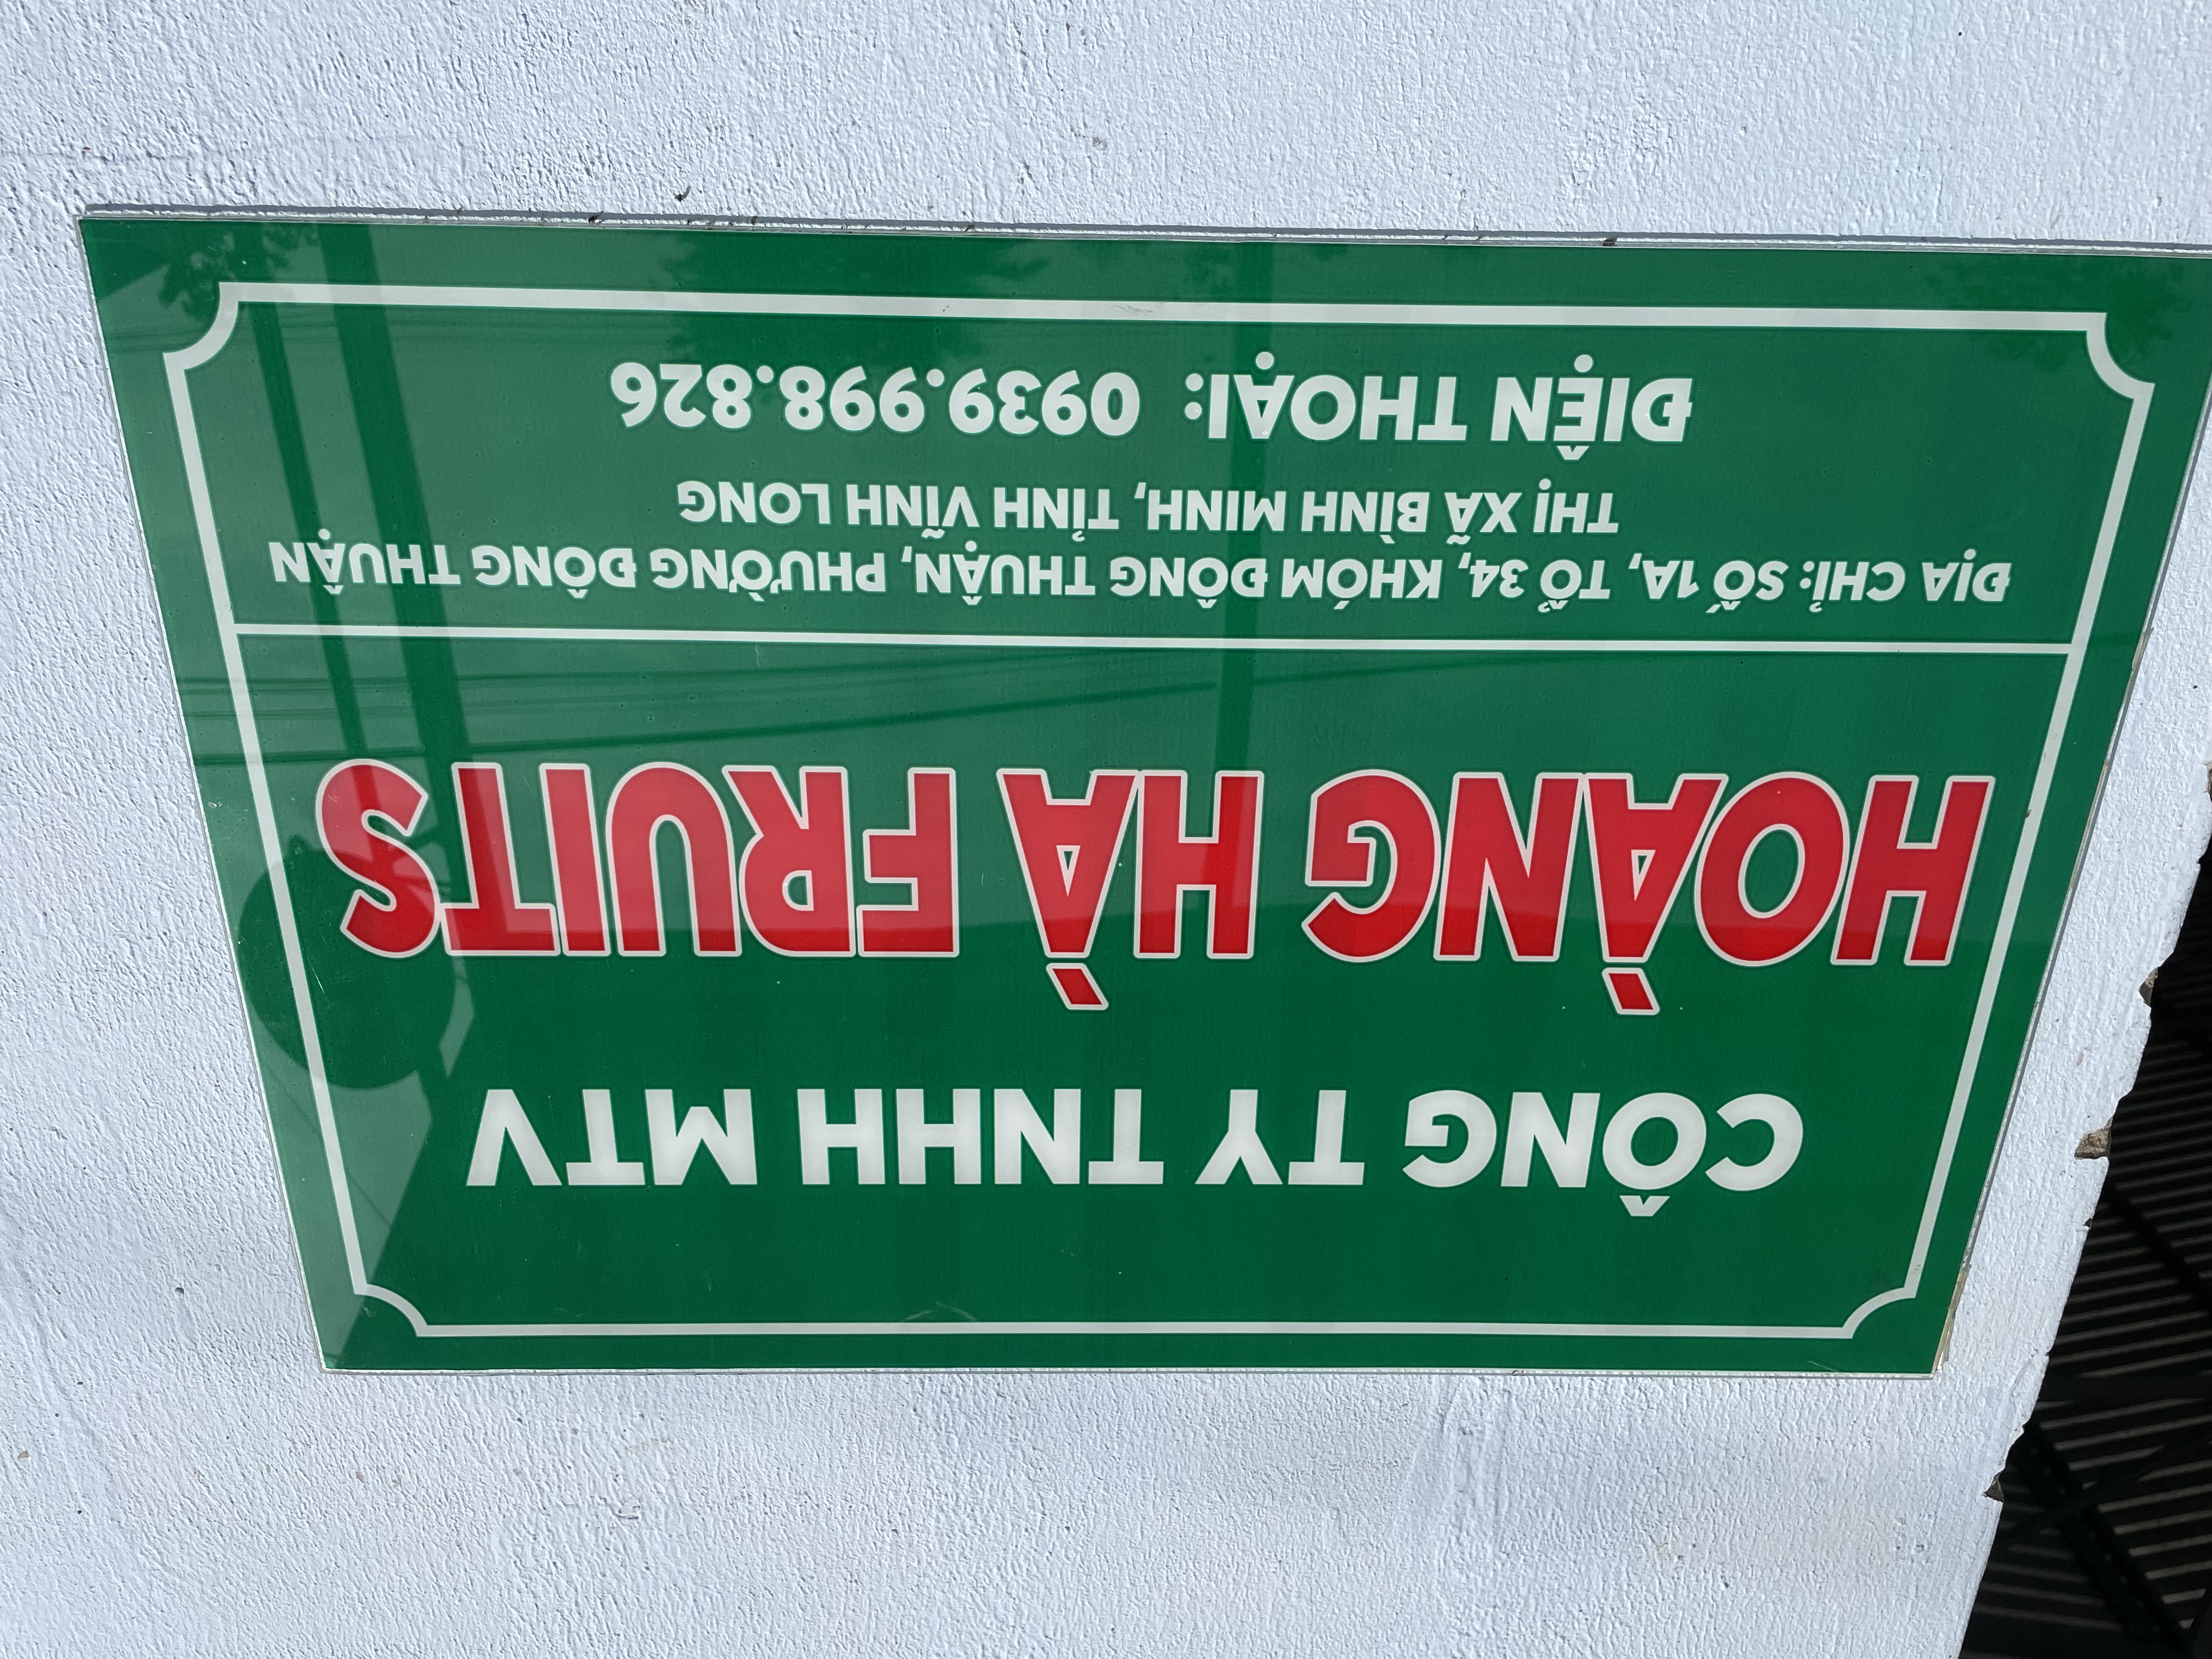 CÔNG TY TNHH MTV
HOÀNG HÀ FRUITS
ĐỊA CHỈ: SỐ 1A, TỔ 34, KHÓM ĐÔNG THUẬN, PHƯỜNG ĐÔNG THUẬN
THỊ XÃ BÌNH MINH, TỈNH VĨNH LONG
ĐIỆN THOẠI: 0939.998.826